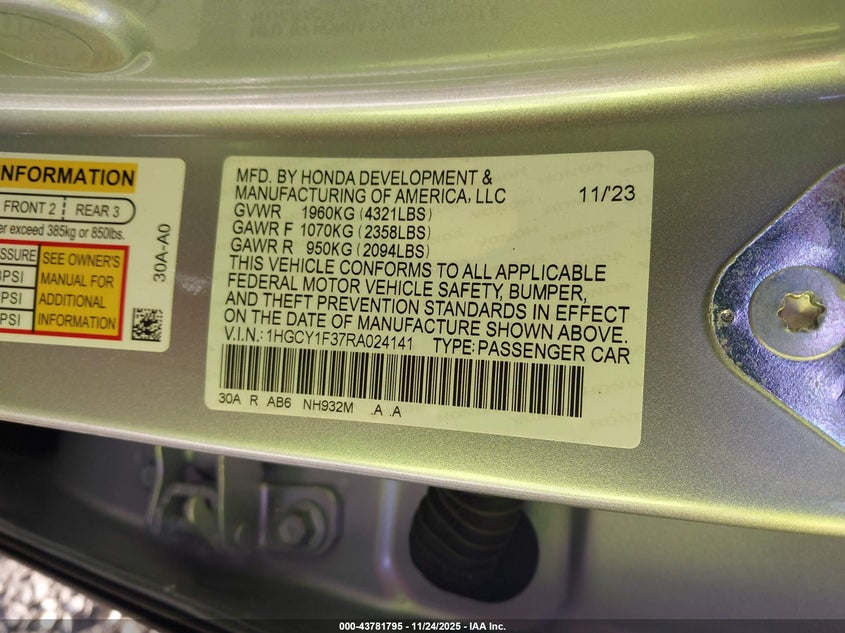 NFORMATION
FRONT 2 | REAR 3
er exceed 385kg or 850lbs.
SSURE
PSI
PSI
PSI
SEE OWNER'S
MANUAL FOR
ADDITIONAL
INFORMATION
30A-A0
MFD. BY HONDA DEVELOPMENT &
MANUFACTURING OF AMERICA, LLC 11/'23
GVWR 1960KG (4321LBS)
GAWR F 1070KG (2358LBS)
GAWR R 950KG (2094LBS)
THIS VEHICLE CONFORMS TO ALL APPLICABLE
FEDERAL MOTOR VEHICLE SAFETY, BUMPER,
AND THEFT PREVENTION STANDARDS IN EFFECT
ON THE DATE OF MANUFACTURE SHOWN ABOVE.
V.I.N.: 1HGCY1F37RA024141 TYPE: PASSENGER CAR
30A R AB6 NH932M .A .A
000-43781795 - 11/24/2025 - IAA Inc.